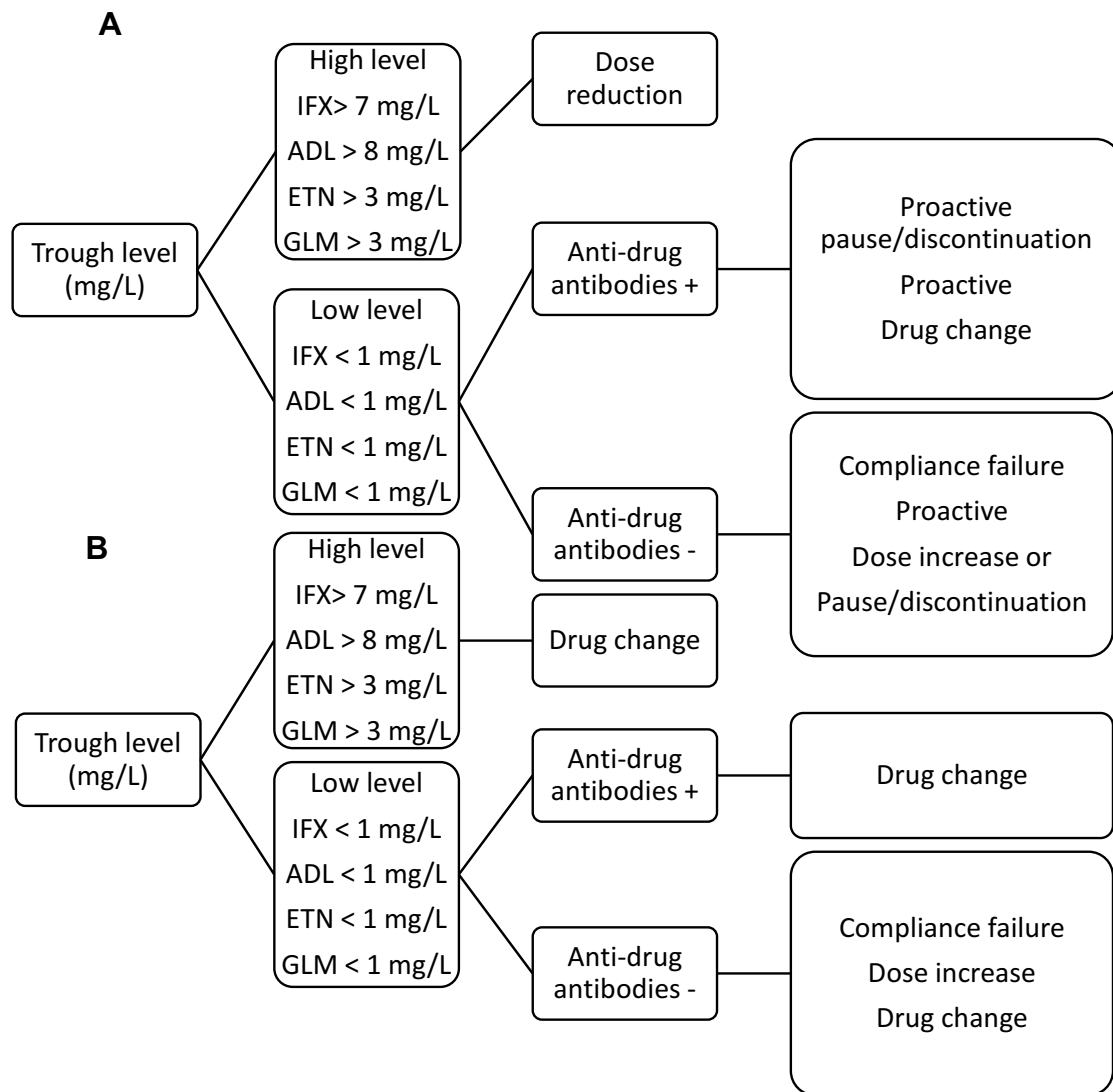 A
Trough level
(mg/L)
High level
IFX> 7 mg/L
ADL > 8 mg/L
ETN > 3 mg/L
GLM > 3 mg/L
Dose
reduction
Low level
IFX < 1 mg/L
ADL < 1 mg/L
ETN < 1 mg/L
GLM < 1 mg/L
Anti-drug
antibodies +
Proactive
pause/discontinuation
Proactive
Drug change
Anti-drug
antibodies -
Compliance failure
Proactive
Dose increase or
Pause/discontinuation
B
Trough level
(mg/L)
High level
IFX> 7 mg/L
ADL > 8 mg/L
ETN > 3 mg/L
GLM > 3 mg/L
Drug change
Low level
IFX < 1 mg/L
ADL < 1 mg/L
ETN < 1 mg/L
GLM < 1 mg/L
Anti-drug
antibodies +
Drug change
Anti-drug
antibodies -
Compliance failure
Dose increase
Drug change